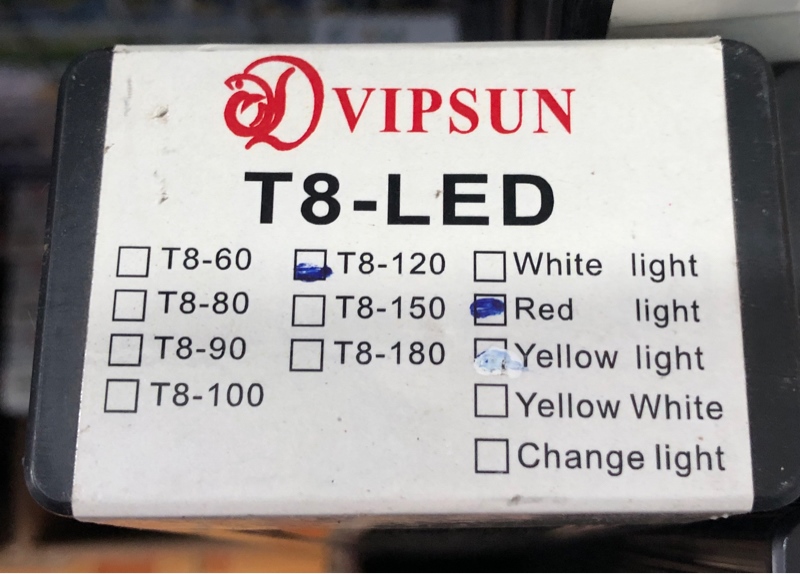 VIPSUN
T8-LED
T8-60
T8-80
T8-90
T8-100
T8-120
T8-150
T8-180
White light
Red light
Yellow light
Yellow White
Change light